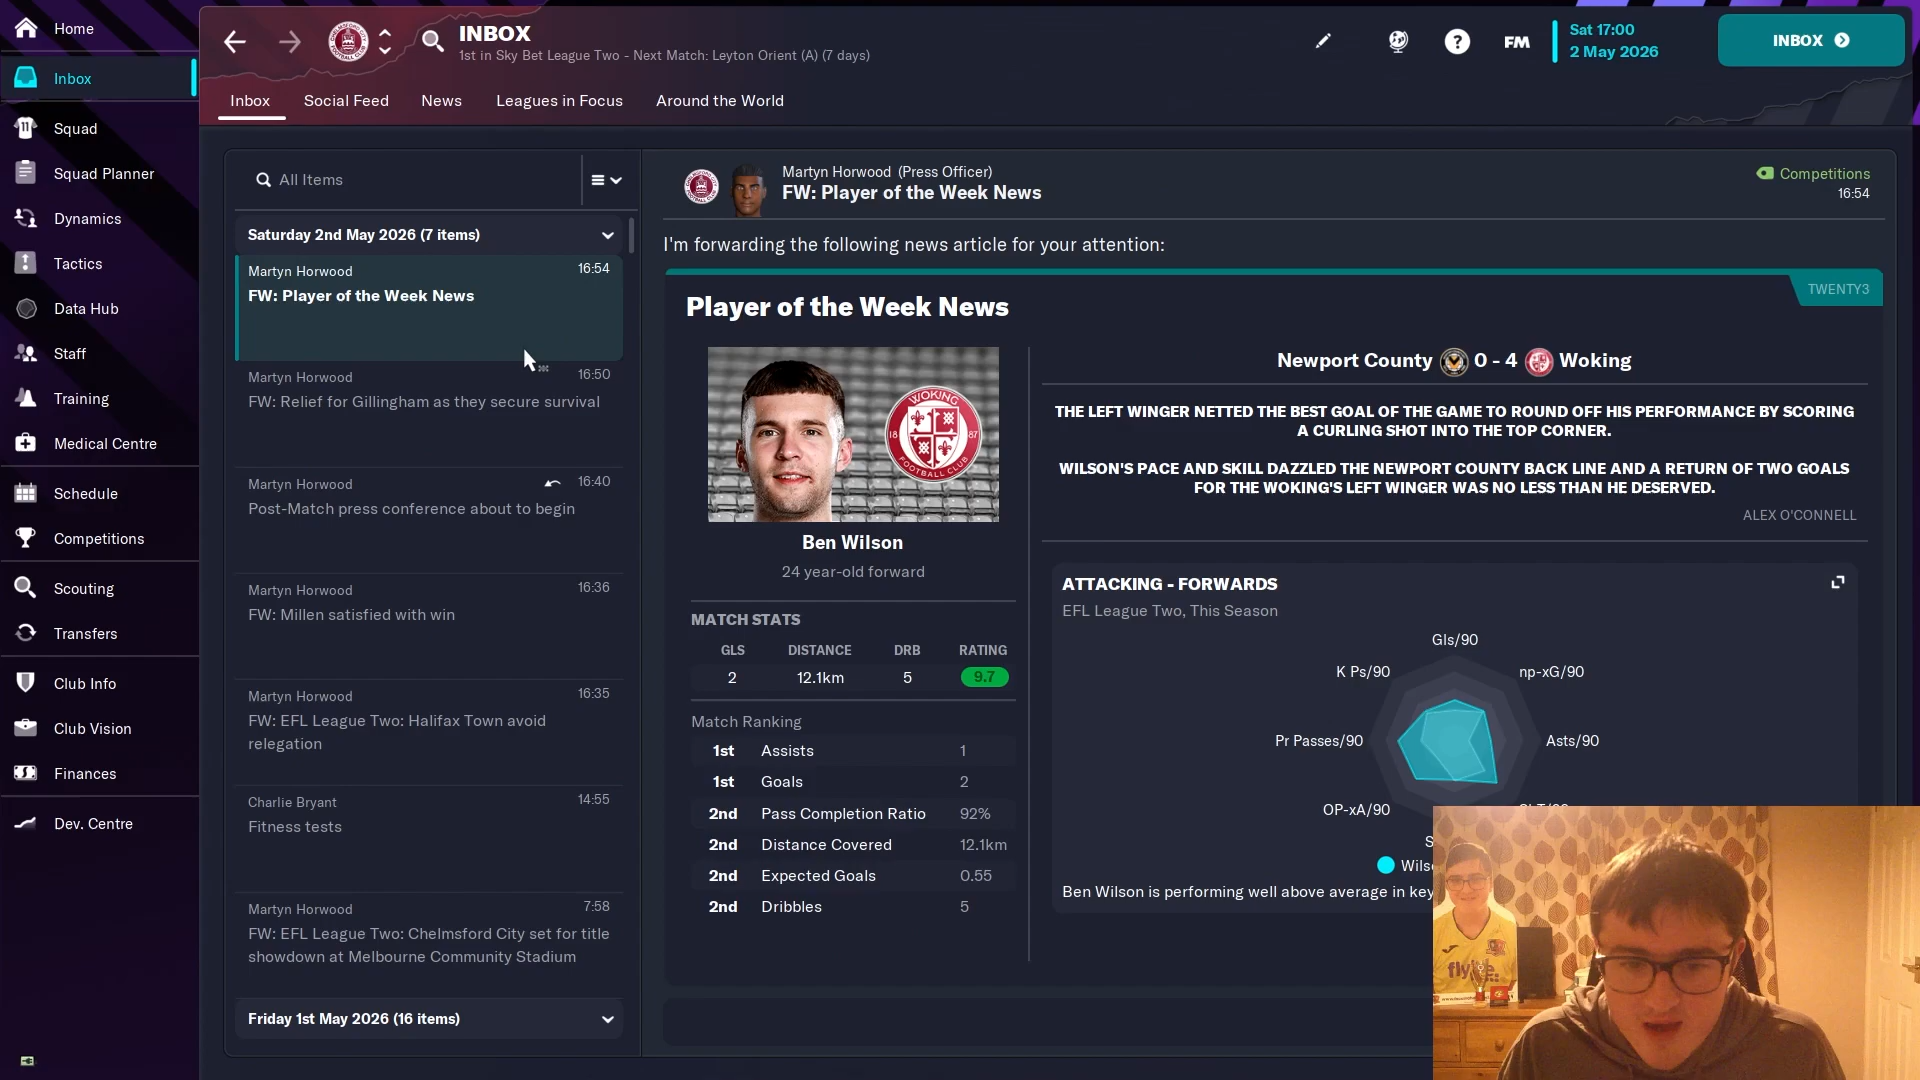 Home
Inbox
Squad
Squad Planner
Dynamics
Tactics
Data Hub
Staff
Training
Medical Centre
Schedule
Competitions
Scouting
Transfers
Club Info
Club Vision
Finances
Dev. Centre
INBOX
1st in Sky Bet League Two - Next Match: Leyton Orient (A) (7 days)
?
FM
Sat 17:00
2 May 2026
INBOX
Inbox
Social Feed
News
Leagues in Focus
Around the World
All Items
Saturday 2nd May 2026 (7 items)
Martyn Horwood
16:54
FW: Player of the Week News
Martyn Horwood
16:50
FW: Relief for Gillingham as they secure survival
Martyn Horwood
16:40
Post-Match press conference about to begin
Martyn Horwood
16:36
FW: Millen satisfied with win
Martyn Horwood
16:35
FW: EFL League Two: Halifax Town avoid
relegation
Charlie Bryant
14:55
Fitness tests
Martyn Horwood
7:58
FW: EFL League Two: Chelmsford City set for title
showdown at Melbourne Community Stadium
Friday 1st May 2026 (16 items)
Martyn Horwood (Press Officer)
FW: Player of the Week News
Competitions
16:54
I'm forwarding the following news article for your attention:
TWENTY3
Player of the Week News
WOKING
18 87
FOOTBALL CLUB
Ben Wilson
24 year-old forward
MATCH STATS
GLS DISTANCE DRB RATING
2 12.1km 5 9.7
Match Ranking
1st Assists 1
1st Goals 2
2nd Pass Completion Ratio 92%
2nd Distance Covered 12.1km
2nd Expected Goals 0.55
2nd Dribbles 5
Newport County 0 - 4 Woking
THE LEFT WINGER NETTED THE BEST GOAL OF THE GAME TO ROUND OFF HIS PERFORMANCE BY SCORING
A CURLING SHOT INTO THE TOP CORNER.
WILSON'S PACE AND SKILL DAZZLED THE NEWPORT COUNTY BACK LINE AND A RETURN OF TWO GOALS
FOR THE WOKING'S LEFT WINGER WAS NO LESS THAN HE DESERVED.
ALEX O'CONNELL
ATTACKING - FORWARDS
EFL League Two, This Season
Gls/90
K Ps/90
np-xG/90
Pr Passes/90
Asts/90
OP-xA/90
Ben Wilson is performing well above average in key